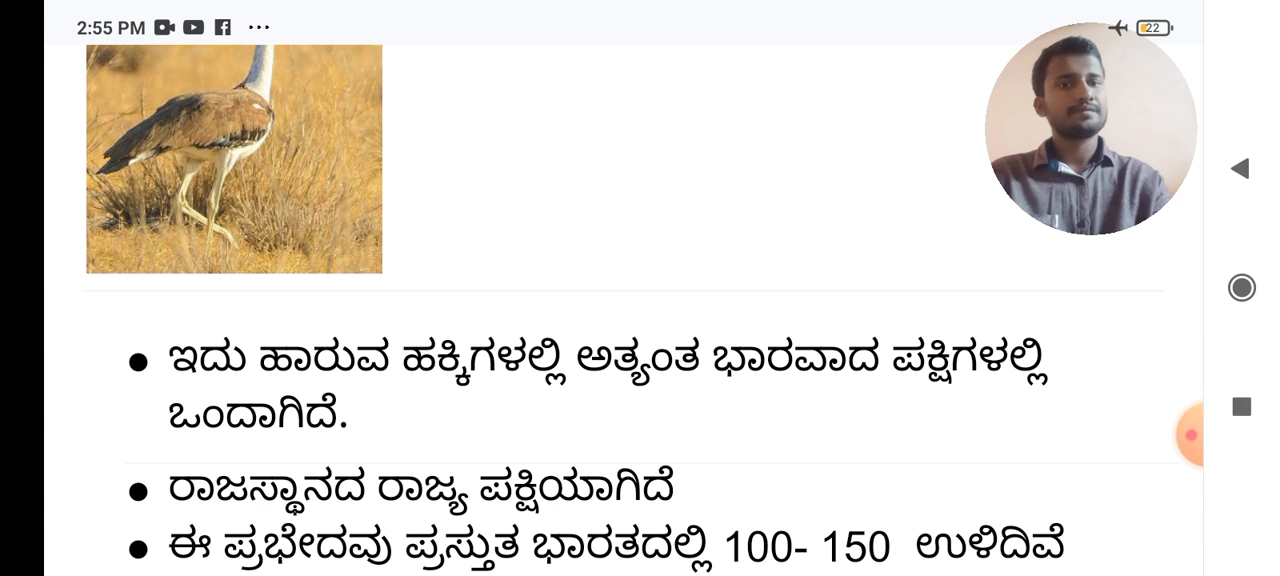 2:55 PM
22
ಇದು ಹಾರುವ ಹಕ್ಕಿಗಳಲ್ಲಿ ಅತ್ಯಂತ ಭಾರವಾದ ಪಕ್ಷಿಗಳಲ್ಲಿ
ಒಂದಾಗಿದೆ.
ರಾಜಸ್ಥಾನದ ರಾಜ್ಯ ಪಕ್ಷಿಯಾಗಿದೆ
ಈ ಪ್ರಭೇದವು ಪ್ರಸ್ತುತ ಭಾರತದಲ್ಲಿ 100- 150 ಉಳಿದಿವೆ